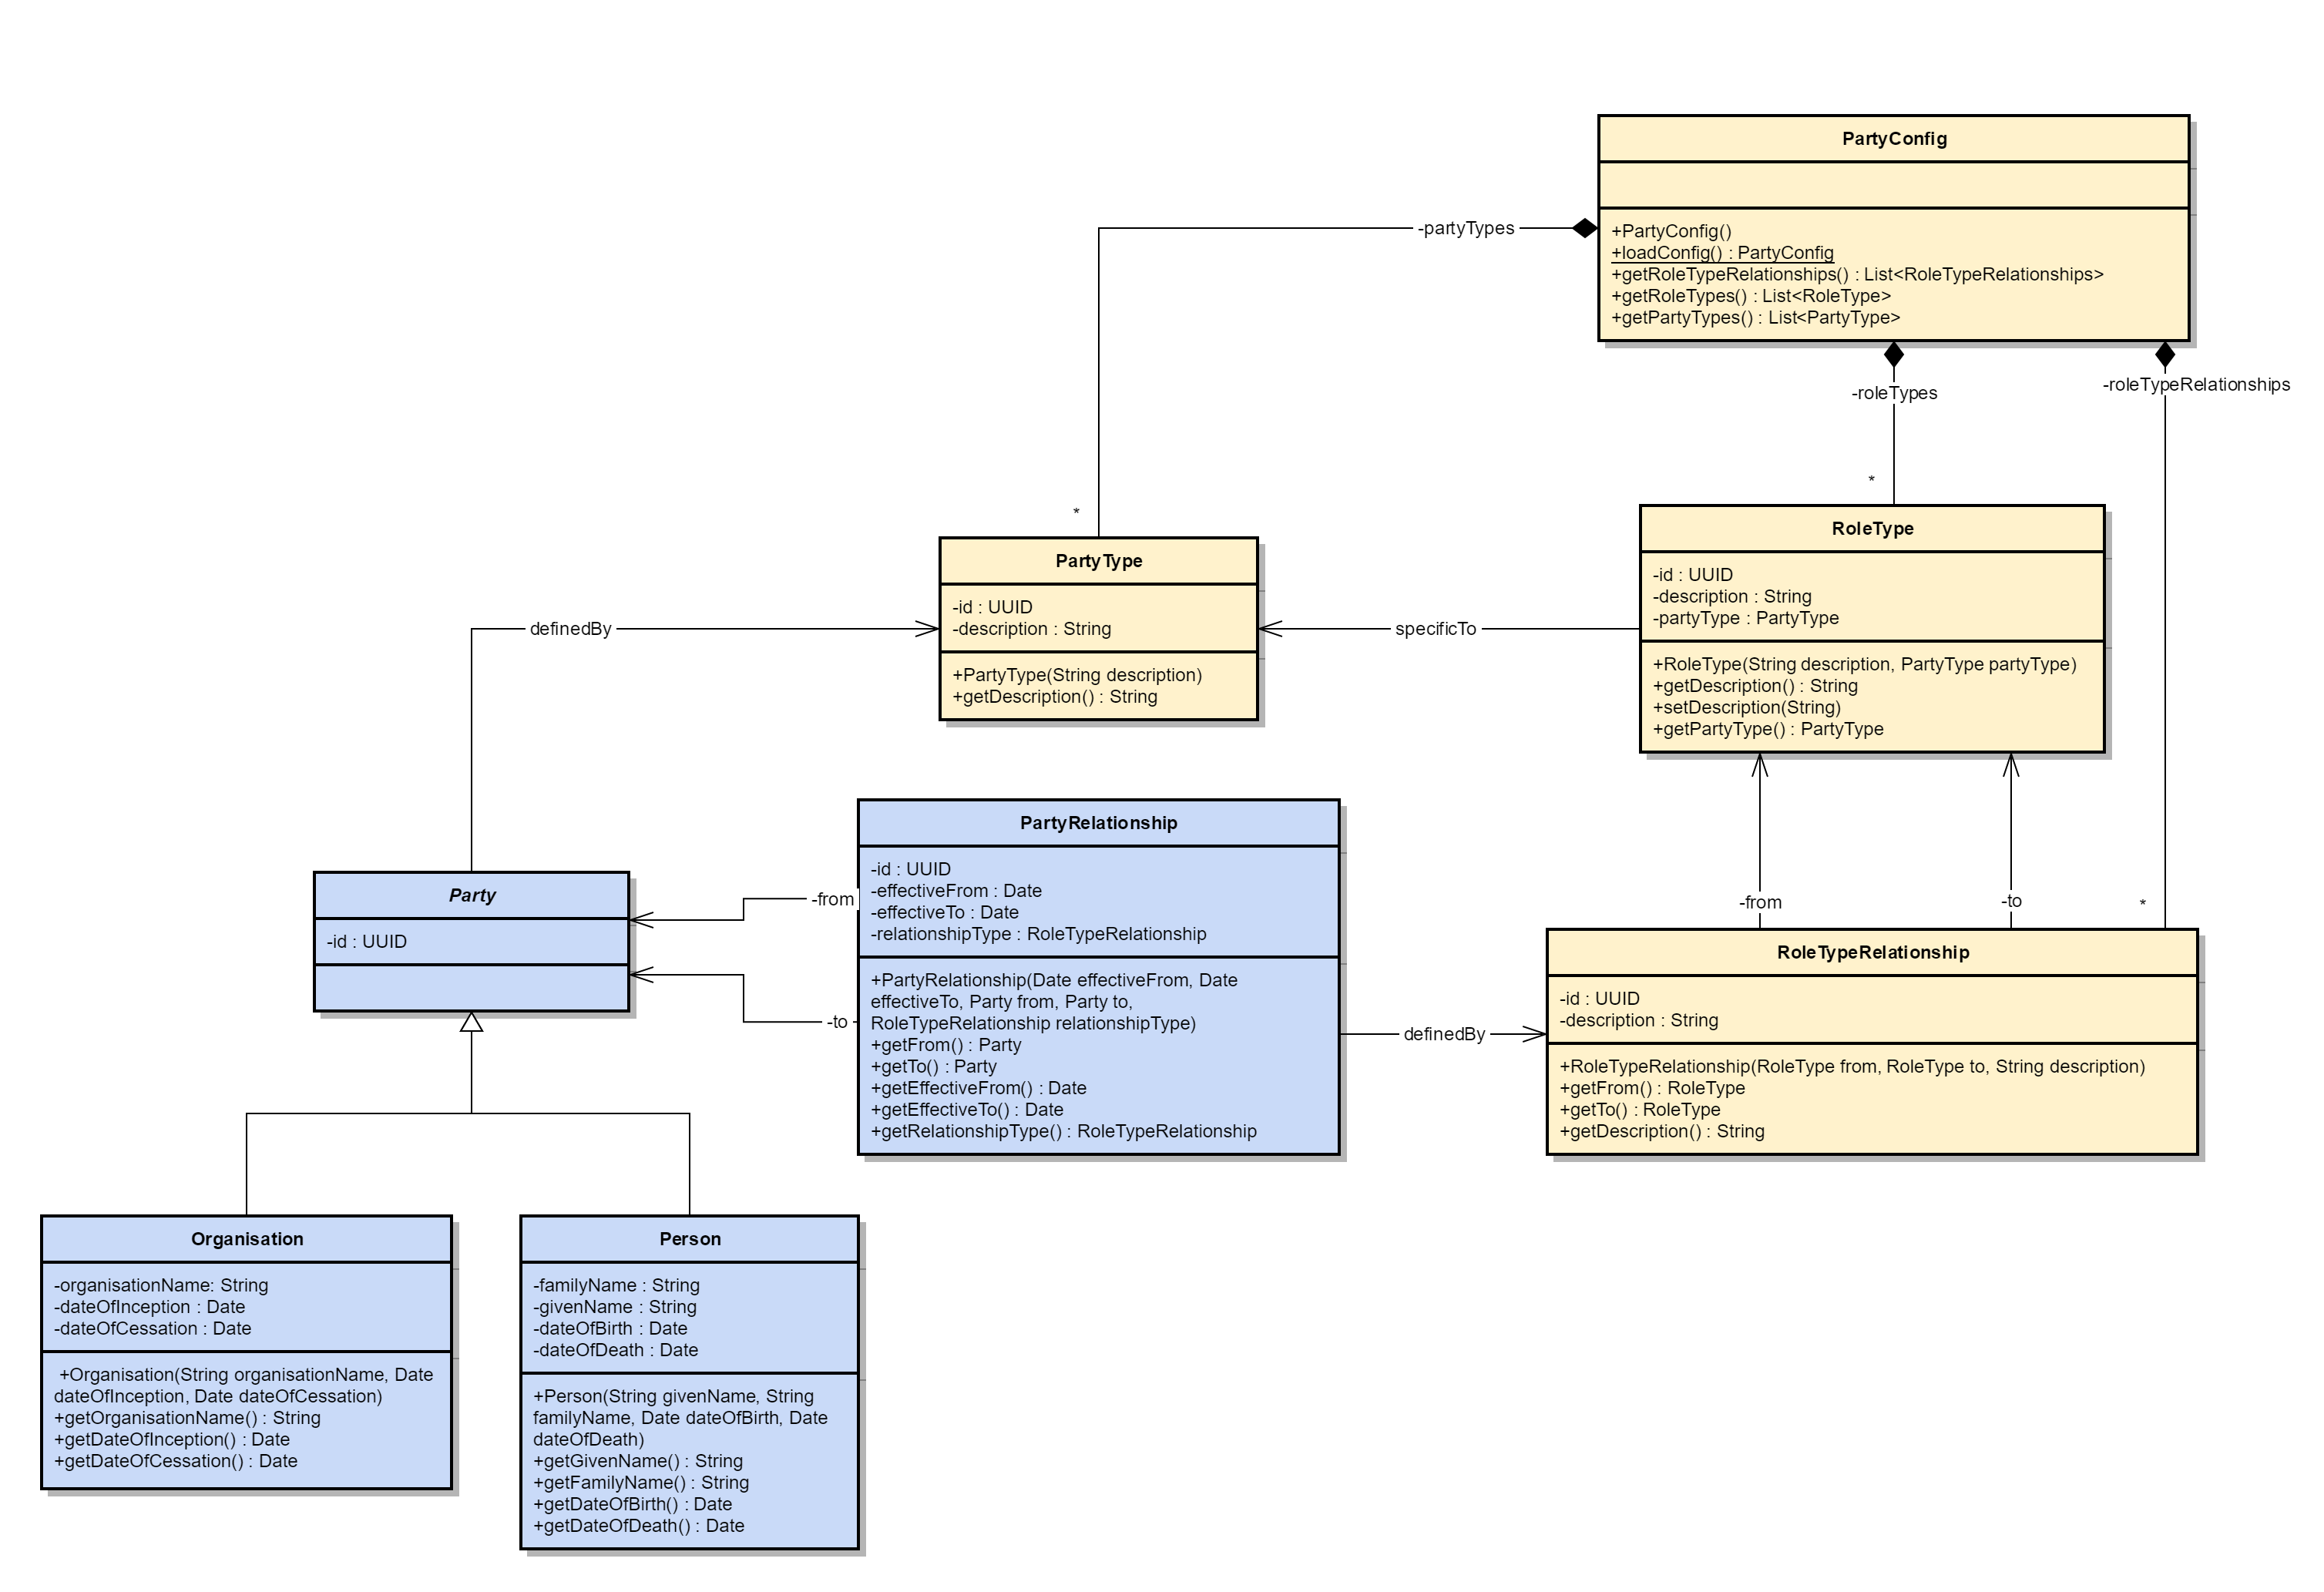 PartyConfig
+PartyConfig()
+loadConfig() : PartyConfig
+getRoleTypeRelationships() : List<RoleTypeRelationships>
+getRoleTypes() : List<RoleType>
+getPartyTypes() : List<PartyType>
-partyTypes
-roleTypes
-roleTypeRelationships
*
*
PartyType
-id : UUID
-description : String
+PartyType(String description)
+getDescription() : String
RoleType
-id : UUID
-description : String
-partyType : PartyType
+RoleType(String description, PartyType partyType)
+getDescription() : String
+setDescription(String)
+getPartyType() : PartyType
definedBy
specificTo
PartyRelationship
-id : UUID
-effectiveFrom : Date
-effectiveTo : Date
-relationshipType : RoleTypeRelationship
+PartyRelationship(Date effectiveFrom, Date
effectiveTo, Party from, Party to,
RoleTypeRelationship relationshipType)
+getFrom() : Party
+getTo() : Party
+getEffectiveFrom() : Date
+getEffectiveTo() : Date
+getRelationshipType() : RoleTypeRelationship
Party
-id : UUID
-from
-to
-from
-to
*
definedBy
RoleTypeRelationship
-id : UUID
-description : String
+RoleTypeRelationship(RoleType from, RoleType to, String description)
+getFrom() : RoleType
+getTo() : RoleType
+getDescription() : String
Organisation
-organisationName: String
-dateOfInception : Date
-dateOfCessation : Date
+Organisation(String organisationName, Date
dateOfInception, Date dateOfCessation)
+getOrganisationName() : String
+getDateOfInception() : Date
+getDateOfCessation() : Date
Person
-familyName : String
-givenName : String
-dateOfBirth : Date
-dateOfDeath : Date
+Person(String givenName, String
familyName, Date dateOfBirth, Date
dateOfDeath)
+getGivenName() : String
+getFamilyName() : String
+getDateOfBirth() : Date
+getDateOfDeath() : Date